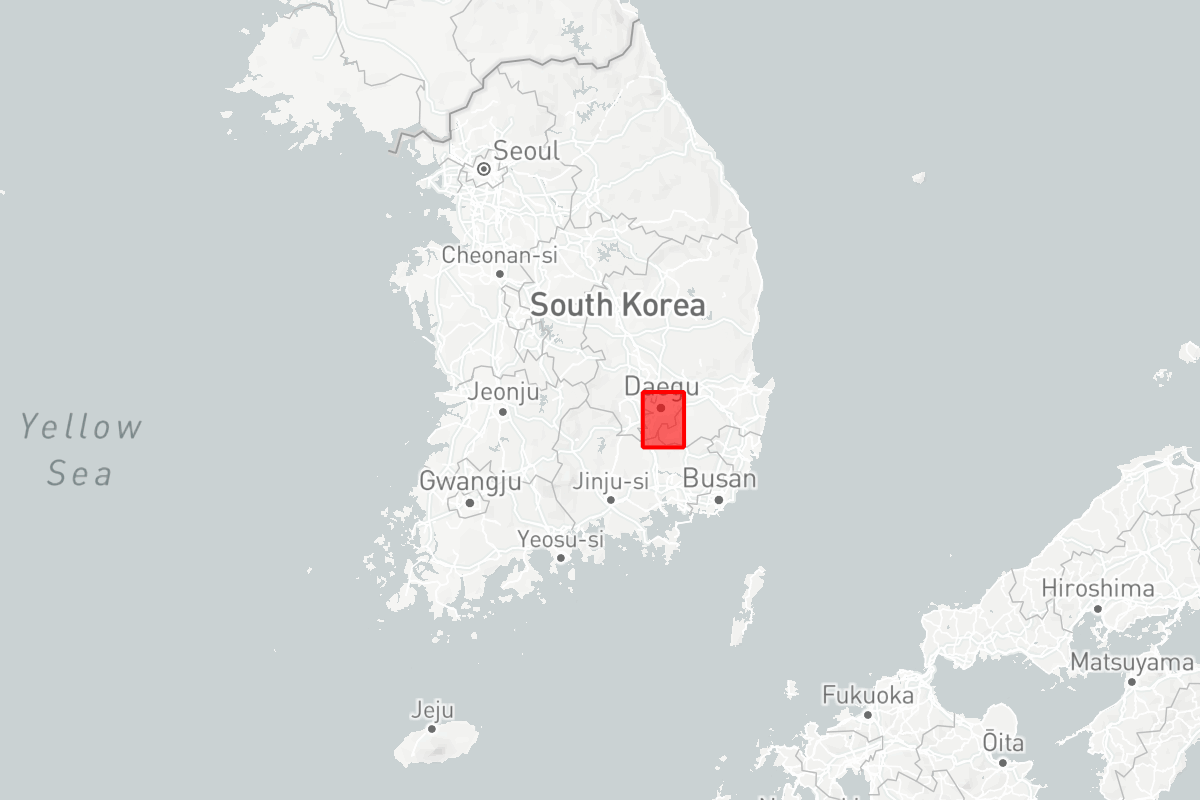 Seoul
Cheonan-si
South Korea
Daegu
Jeonju
Yellow
Sea
Gwangju
Jinju-si
Busan
Yeosu-si
Hiroshima
Matsuyama
Fukuoka
Jeju
Ōita